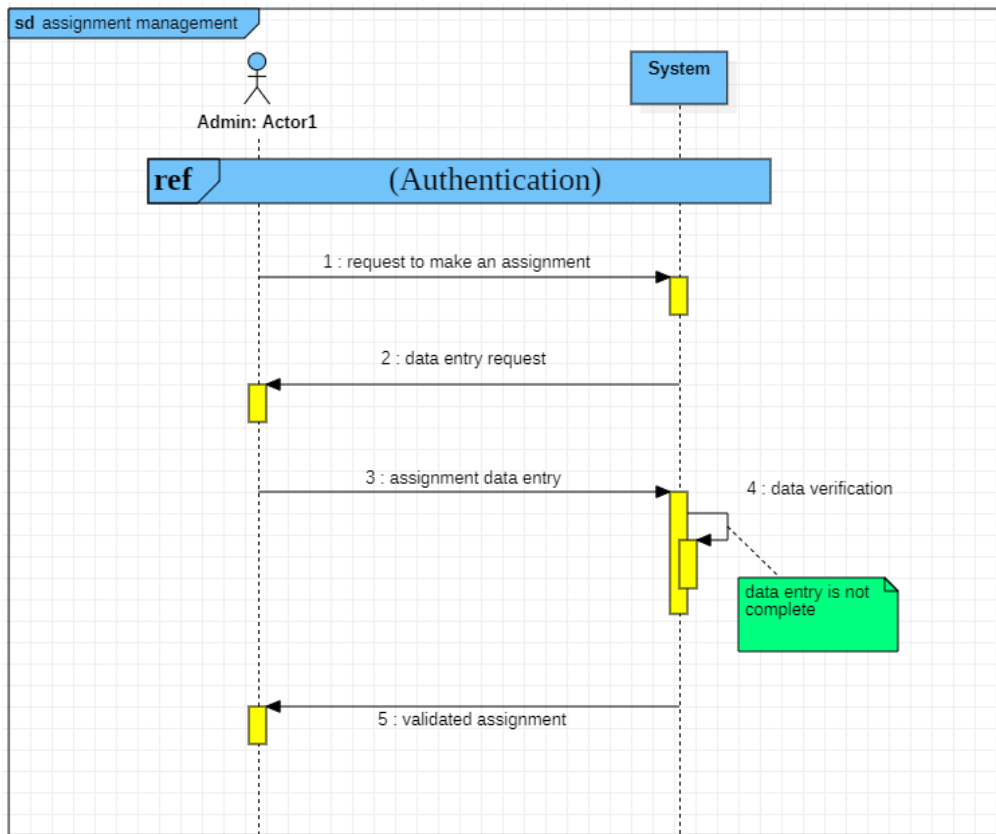 sd assignment management
System
Admin: Actor1
ref (Authentication)
1 : request to make an assignment
2 : data entry request
3 : assignment data entry
4 : data verification
data entry is not
complete
5 : validated assignment